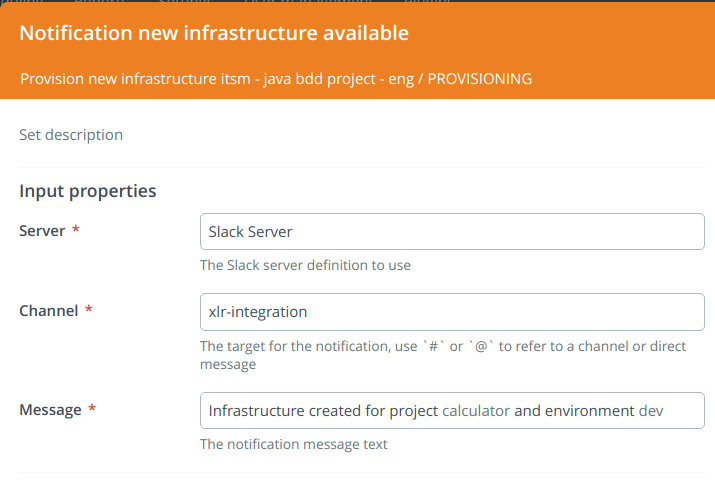 Notification new infrastructure available
Provision new infrastructure itsm - java bdd project - eng / PROVISIONING
Set description
Input properties
Server *
Slack Server
The Slack server definition to use
Channel *
xlr-integration
The target for the notification, use `#` or `@` to refer to a channel or direct
message
Message *
Infrastructure created for project calculator and environment dev
The notification message text